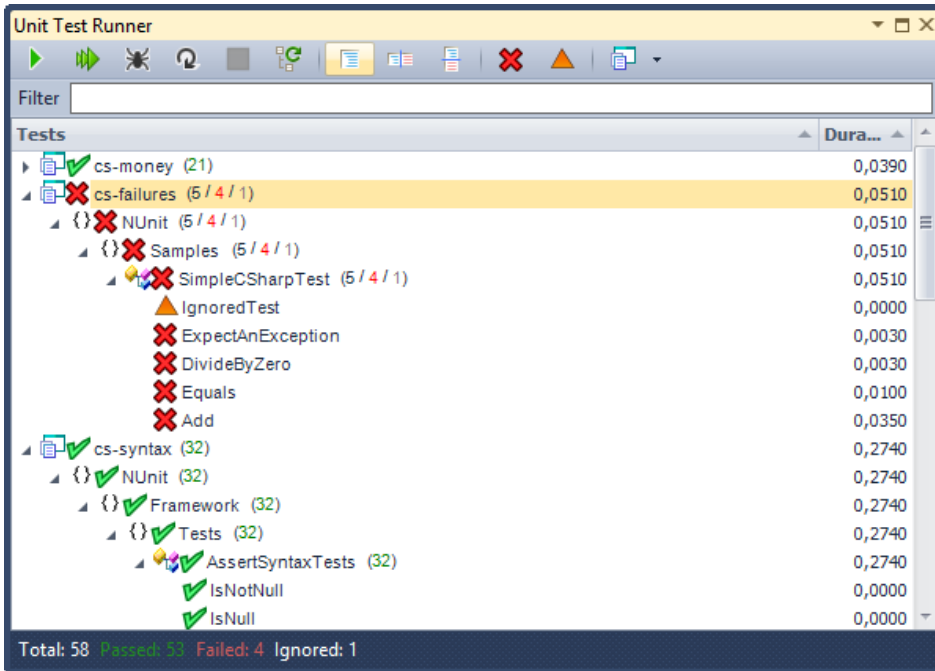 Unit Test Runner
Filter
Tests Dura...
cs-money (21) 0,0390
cs-failures (5 / 4 / 1) 0,0510
{} NUnit (5 / 4 / 1) 0,0510
{} Samples (5 / 4 / 1) 0,0510
SimpleCSharpTest (5 / 4 / 1) 0,0510
IgnoredTest 0,0000
ExpectAnException 0,0030
DivideByZero 0,0030
Equals 0,0100
Add 0,0350
cs-syntax (32) 0,2740
{} NUnit (32) 0,2740
{} Framework (32) 0,2740
{} Tests (32) 0,2740
AssertSyntaxTests (32) 0,2740
IsNotNull 0,0000
IsNull 0,0000
Total: 58 Passed: 53 Failed: 4 Ignored: 1